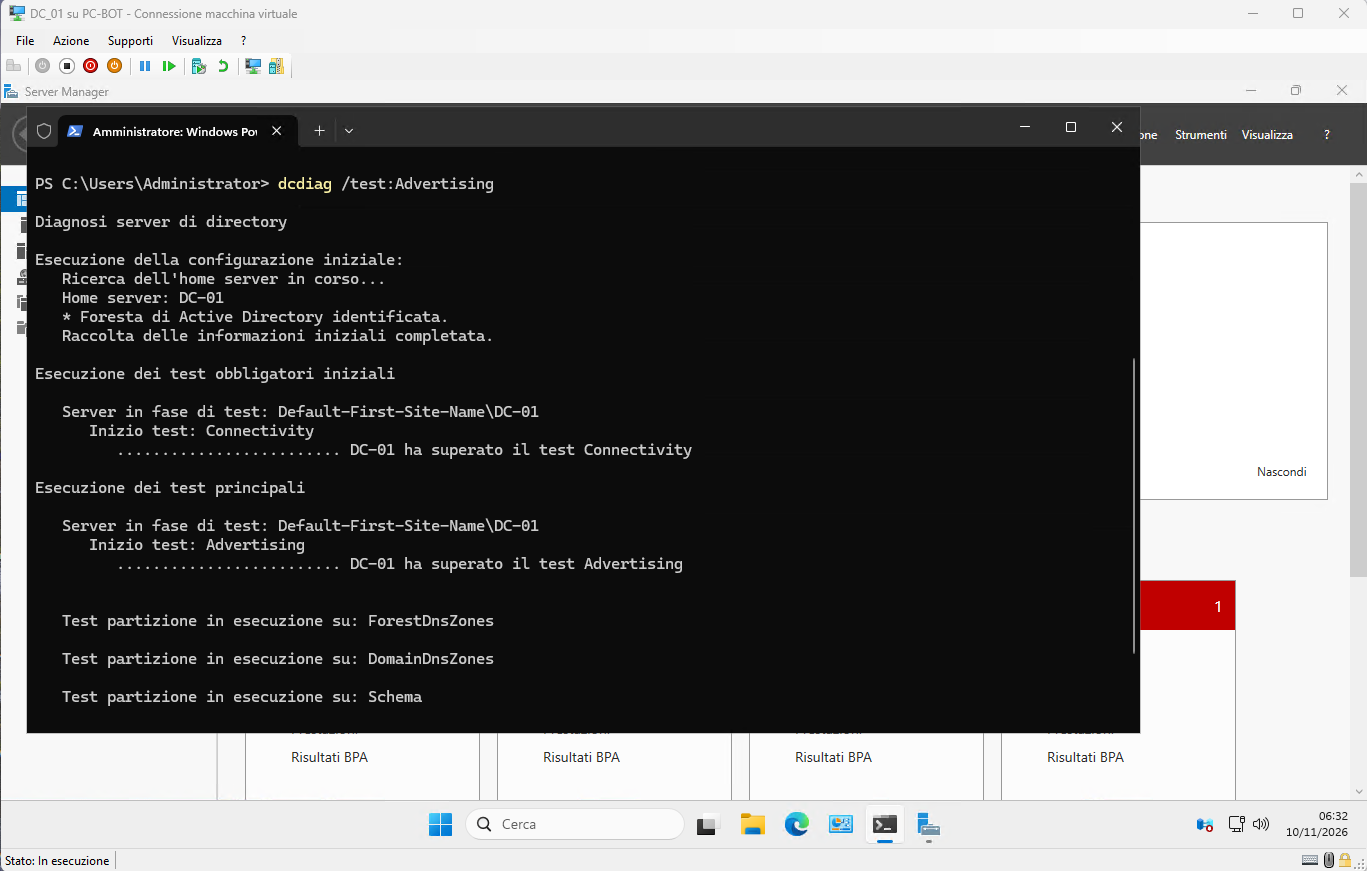 DC_01 su PC-BOT - Connessione macchina virtuale
File Azione Supporti Visualizza ?
Server Manager
Amministratore: Windows Po
Strumenti Visualizza ?
PS C:\Users\Administrator> dcdiag /test:Advertising
Diagnosi server di directory
Esecuzione della configurazione iniziale:
Ricerca dell'home server in corso...
Home server: DC-01
* Foresta di Active Directory identificata.
Raccolta delle informazioni iniziali completata.
Esecuzione dei test obbligatori iniziali
Server in fase di test: Default-First-Site-Name\DC-01
Inizio test: Connectivity
......................... DC-01 ha superato il test Connectivity
Nascondi
Esecuzione dei test principali
Server in fase di test: Default-First-Site-Name\DC-01
Inizio test: Advertising
......................... DC-01 ha superato il test Advertising
1
Test partizione in esecuzione su: ForestDnsZones
Test partizione in esecuzione su: DomainDnsZones
Test partizione in esecuzione su: Schema
Risultati BPA Risultati BPA Risultati BPA Risultati BPA
Cerca
06:32
10/11/2026
Stato: In esecuzione